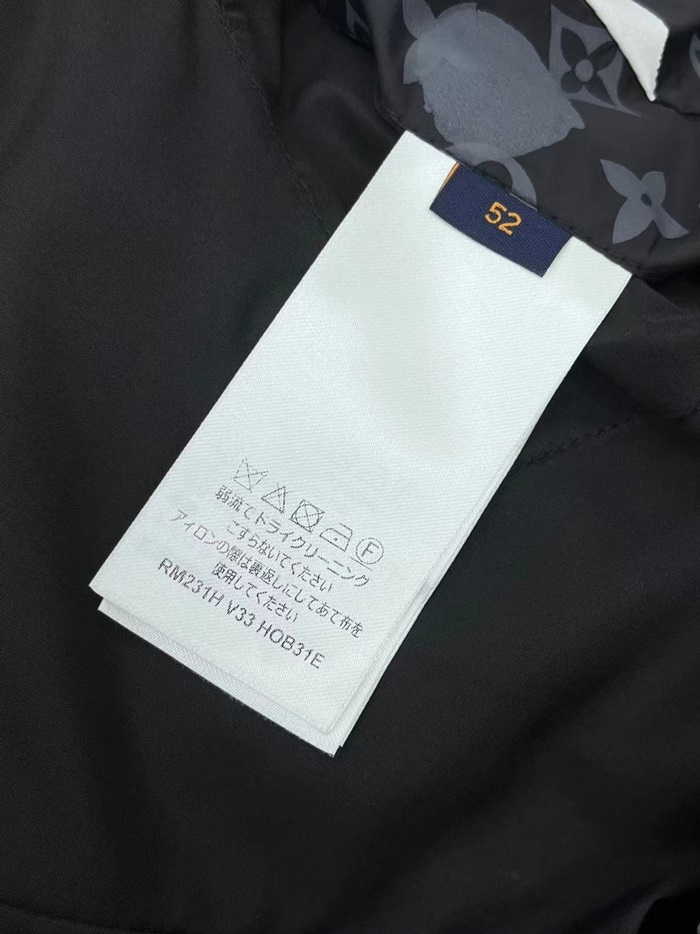 52
F
弱流でトライクリーニング
こすらないでください
アイロンの闇は裏返しにしてあて布を
使用してください
RM231H V33 HOB31E